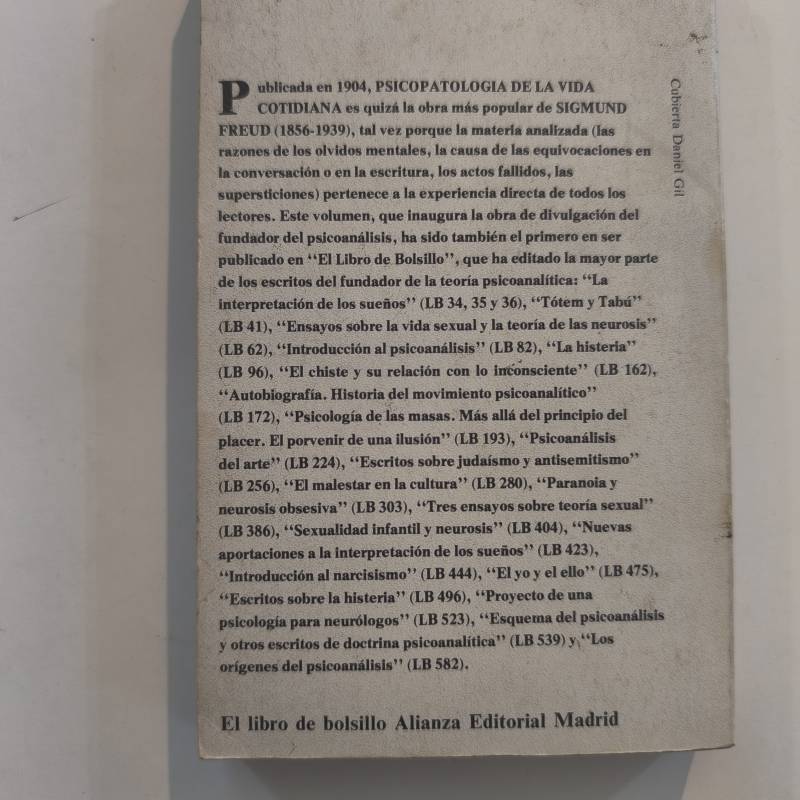 Publicada en 1904, PSICOPATOLOGIA DE LA VIDA
COTIDIANA es quizá la obra más popular de SIGMUND
FREUD (1856-1939), tal vez porque la materia analizada (las
razones de los olvidos mentales, la causa de las equivocaciones en
la conversación o en la escritura, los actos fallidos, las
supersticiones) pertenece a la experiencia directa de todos los
lectores. Este volumen, que inaugura la obra de divulgación del
fundador del psicoanálisis, ha sido también el primero en ser
publicado en “El Libro de Bolsillo”, que ha editado la mayor parte
de los escritos del fundador de la teoría psicoanalítica: “La
interpretación de los sueños” (LB 34, 35 y 36), “Tótem y Tabú”
(LB 41), “Ensayos sobre la vida sexual y la teoría de las neurosis”
(LB 62), “Introducción al psicoanálisis” (LB 82), “La histeria”
(LB 96), “El chiste y su relación con lo inconsciente” (LB 162),
“Autobiografía. Historia del movimiento psicoanalítico”
(LB 172), “Psicología de las masas. Más allá del principio del
placer. El porvenir de una ilusión” (LB 193), “Psicoanálisis
del arte” (LB 224), “Escritos sobre judaísmo y antisemitismo”
(LB 256), “El malestar en la cultura” (LB 280), “Paranoia y
neurosis obsesiva” (LB 303), “Tres ensayos sobre teoría sexual”
(LB 386), “Sexualidad infantil y neurosis” (LB 404), “Nuevas
aportaciones a la interpretación de los sueños” (LB 423),
“Introducción al narcisismo” (LB 444), “El yo y el ello” (LB 475),
“Escritos sobre la histeria” (LB 496), “Proyecto de una
psicología para neurólogos” (LB 523), “Esquema del psicoanálisis
y otros escritos de doctrina psicoanalítica” (LB 539) y “Los
orígenes del psicoanálisis” (LB 582).
El libro de bolsillo Alianza Editorial Madrid
Cubierta Daniel Gil